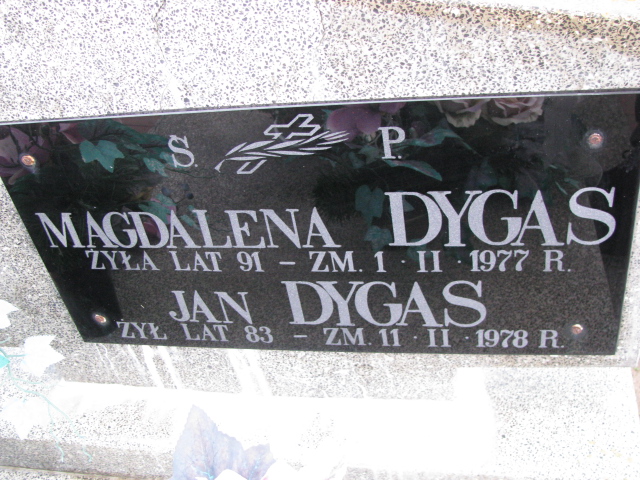 S. P.
MAGDALENA DYGAS
ŻYŁA LAT 91 – ZM. 1 · II · 1977 R.
JAN DYGAS
ŻYŁ LAT 83 – ZM. 11 · II · 1978 R.